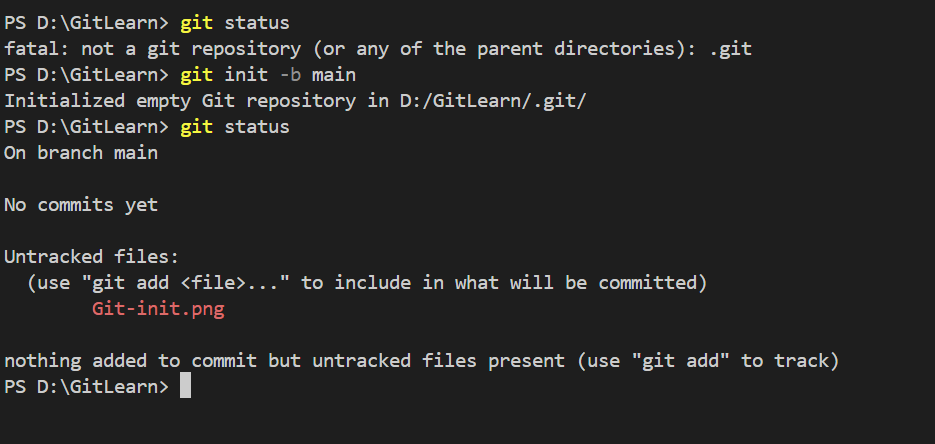 PS D:\GitLearn> git status
fatal: not a git repository (or any of the parent directories): .git
PS D:\GitLearn> git init -b main
Initialized empty Git repository in D:/GitLearn/.git/
PS D:\GitLearn> git status
On branch main

No commits yet

Untracked files:
  (use "git add <file>..." to include in what will be committed)
        Git-init.png

nothing added to commit but untracked files present (use "git add" to track)
PS D:\GitLearn>